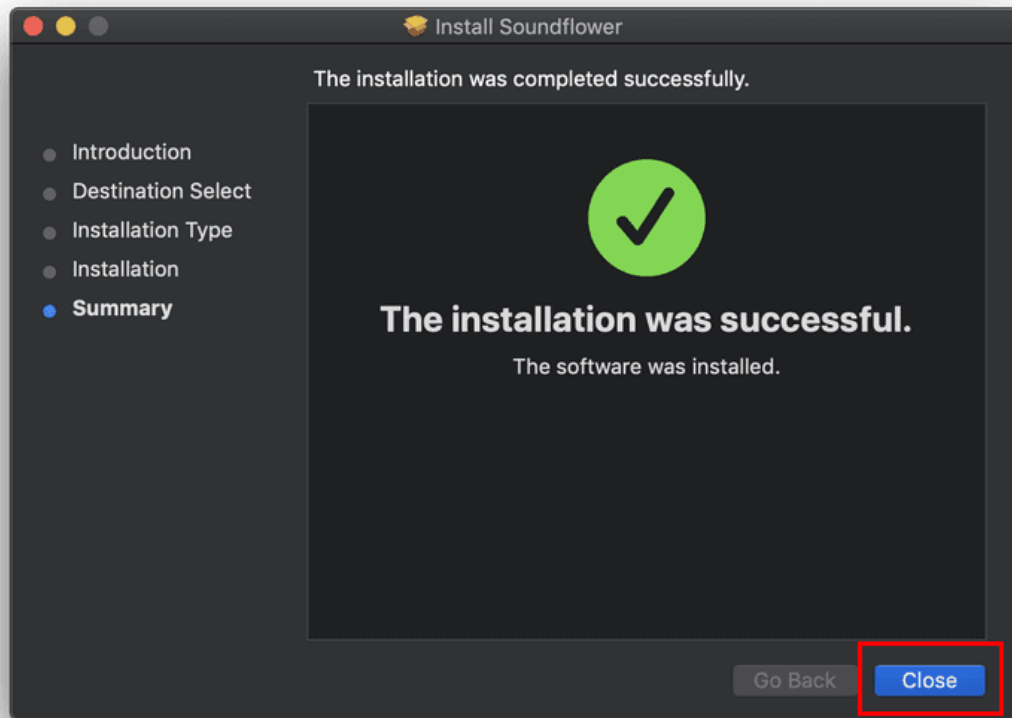 Install Soundflower
The installation was completed successfully.
Introduction
Destination Select
Installation Type
Installation
Summary
The installation was successful.
The software was installed.
Go Back
Close